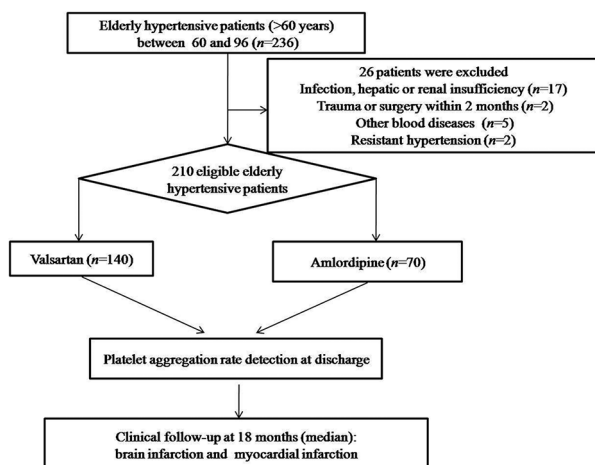 Elderly hypertensive patients (>60 years)
between 60 and 96 (n=236)
26 patients were excluded
Infection, hepatic or renal insufficiency (n=17)
Trauma or surgery within 2 months (n=2)
Other blood diseases (n=5)
Resistant hypertension (n=2)
210 eligible elderly
hypertensive patients
Valsartan (n=140)
Amlordipine (n=70)
Platelet aggregation rate detection at discharge
Clinical follow-up at 18 months (median):
brain infarction and myocardial infarction